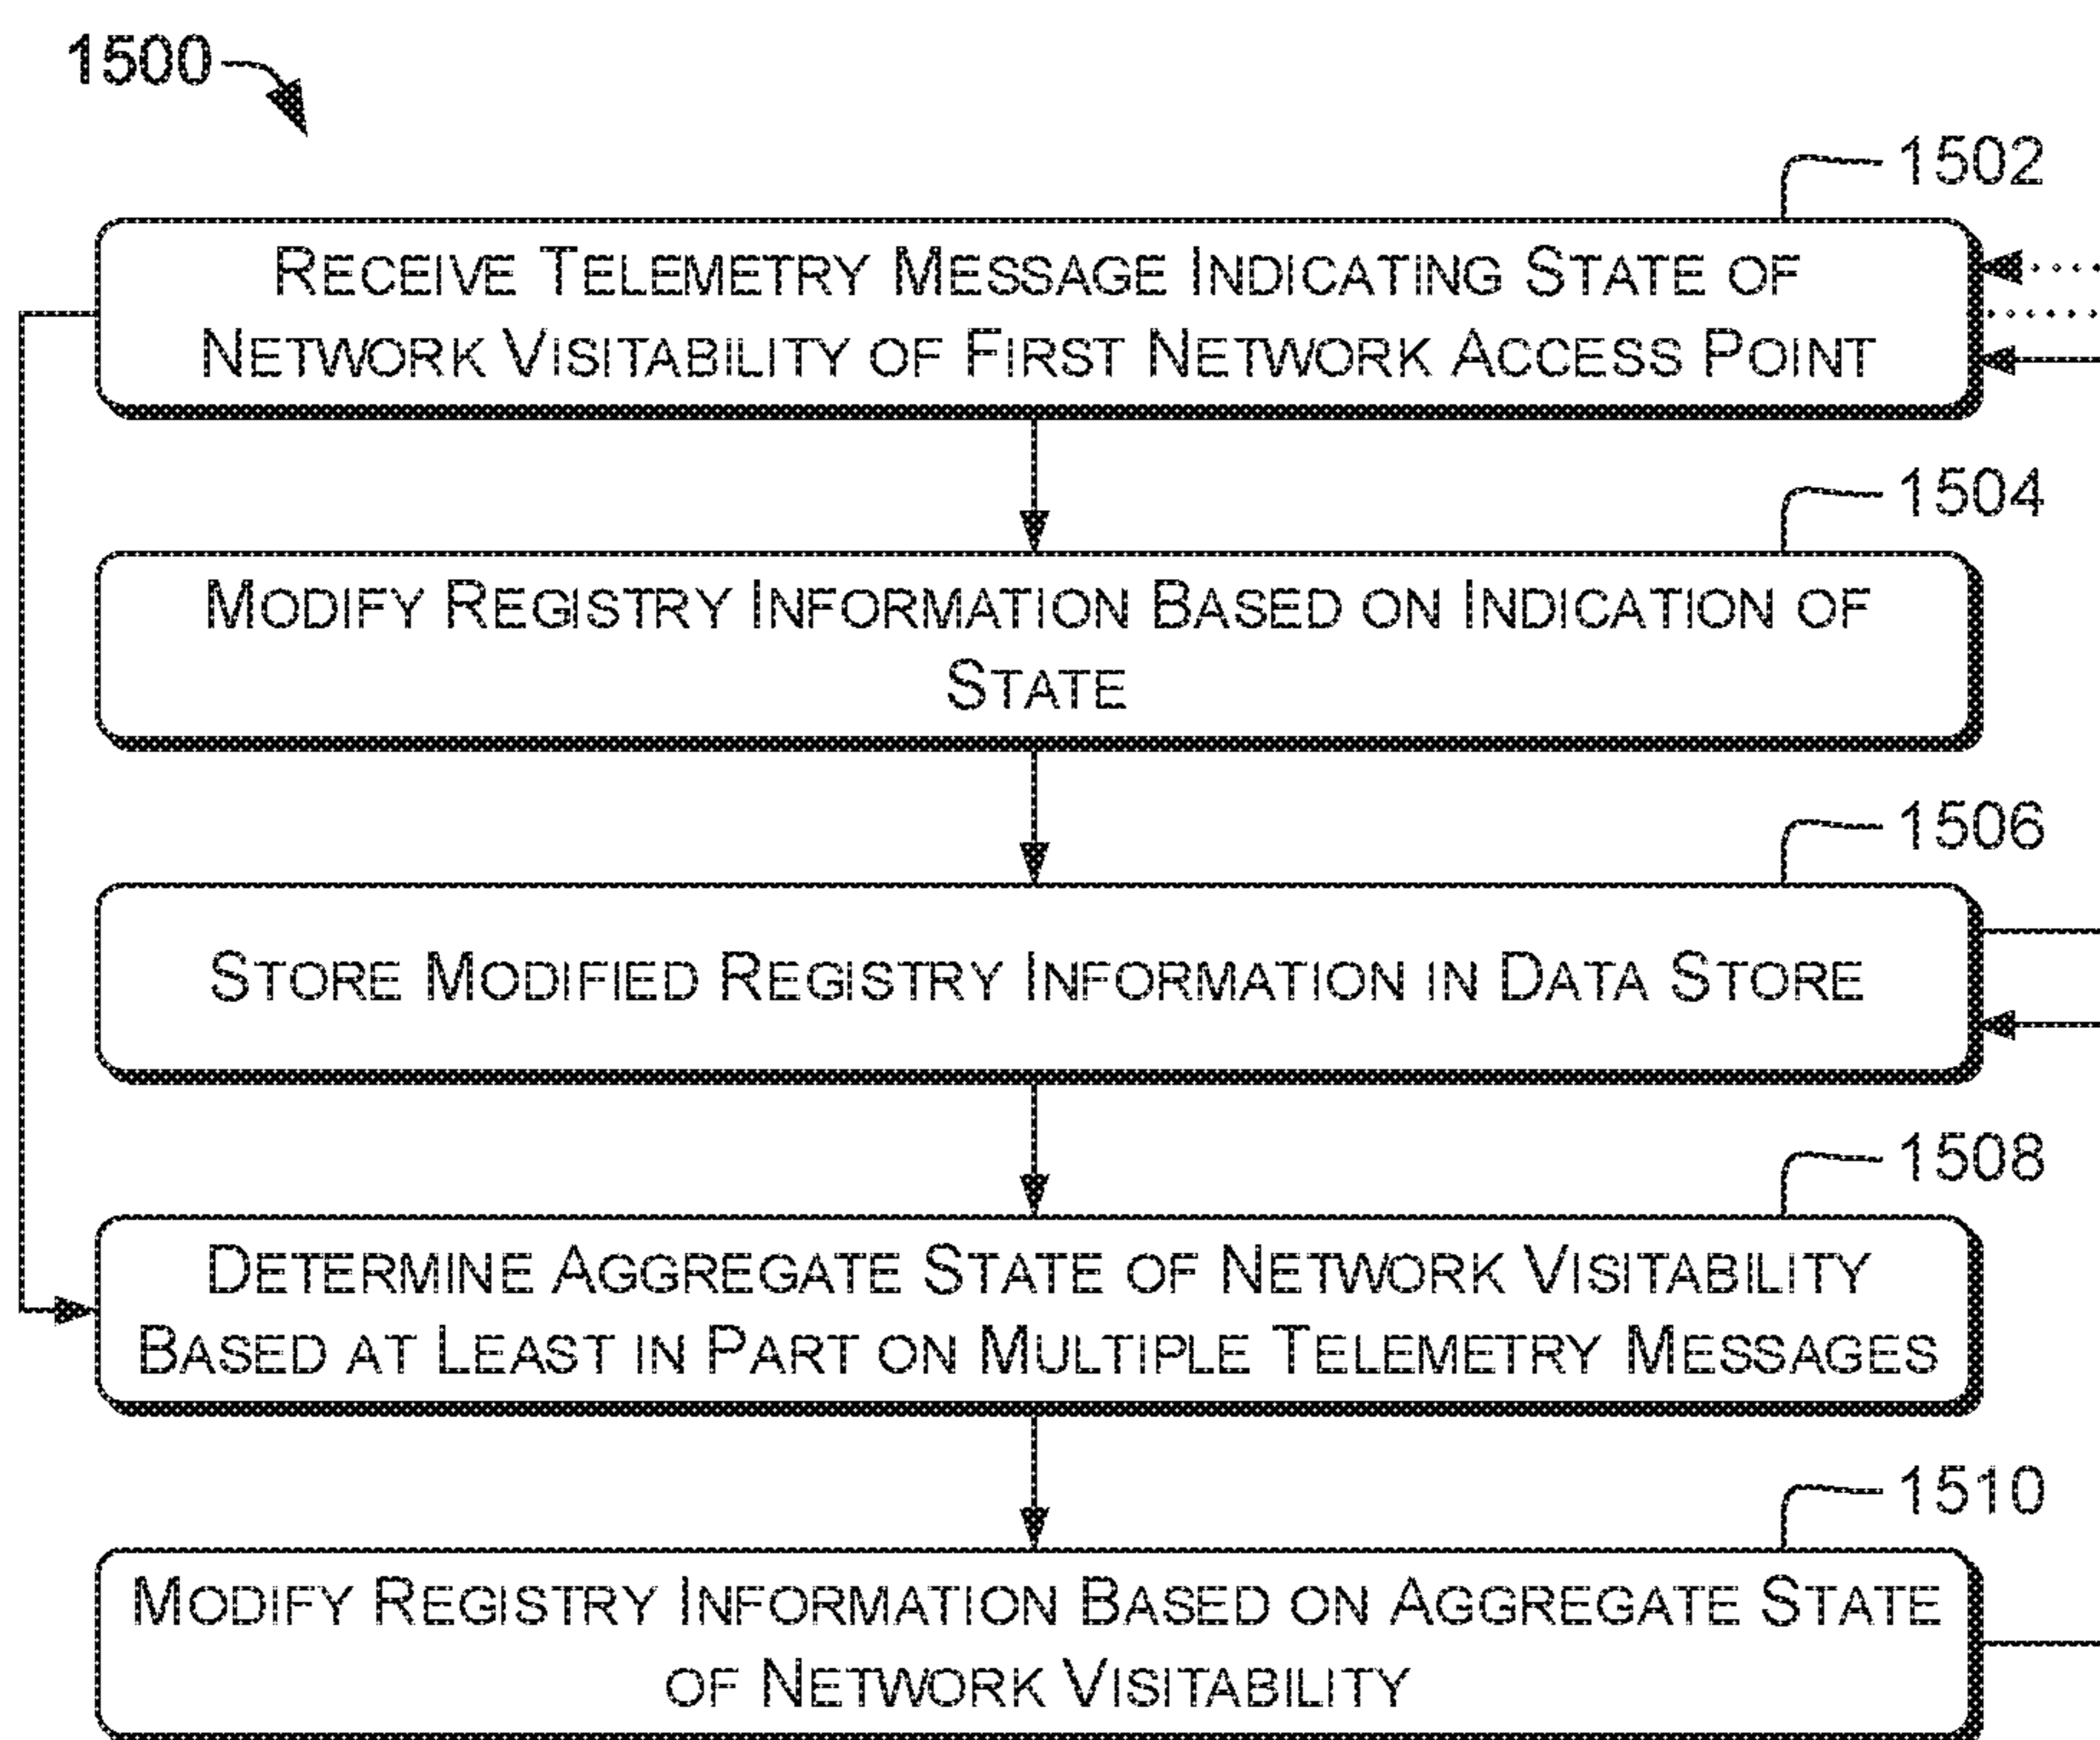 1500
1502
RECEIVE TELEMETRY MESSAGE INDICATING STATE OF
NETWORK VISITABILITY OF FIRST NETWORK ACCESS POINT
1504
MODIFY REGISTRY INFORMATION BASED ON INDICATION OF
STATE
1506
STORE MODIFIED REGISTRY INFORMATION IN DATA STORE
1508
DETERMINE AGGREGATE STATE OF NETWORK VISITABILITY
BASED AT LEAST IN PART ON MULTIPLE TELEMETRY MESSAGES
1510
MODIFY REGISTRY INFORMATION BASED ON AGGREGATE STATE
OF NETWORK VISITABILITY